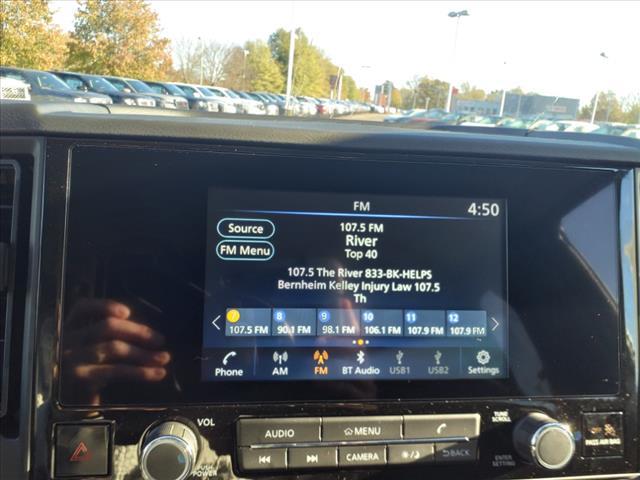 FM 4:50
Source
107.5 FM
River
Top 40
FM Menu
107.5 The River 833-BK-HELPS
Bernheim Kelley Injury Law 107.5
Th
7 8 9 10 11 12
107.5 FM 90.1 FM 98.1 FM 106.1 FM 107.9 FM 107.9 FM
Phone AM FM BT Audio USB1 USB2 Settings
VOL
PUSH POWER
AUDIO MENU
CAMERA BACK
TUNE SCROLL
ENTER SETTING
PASS AIR BAG